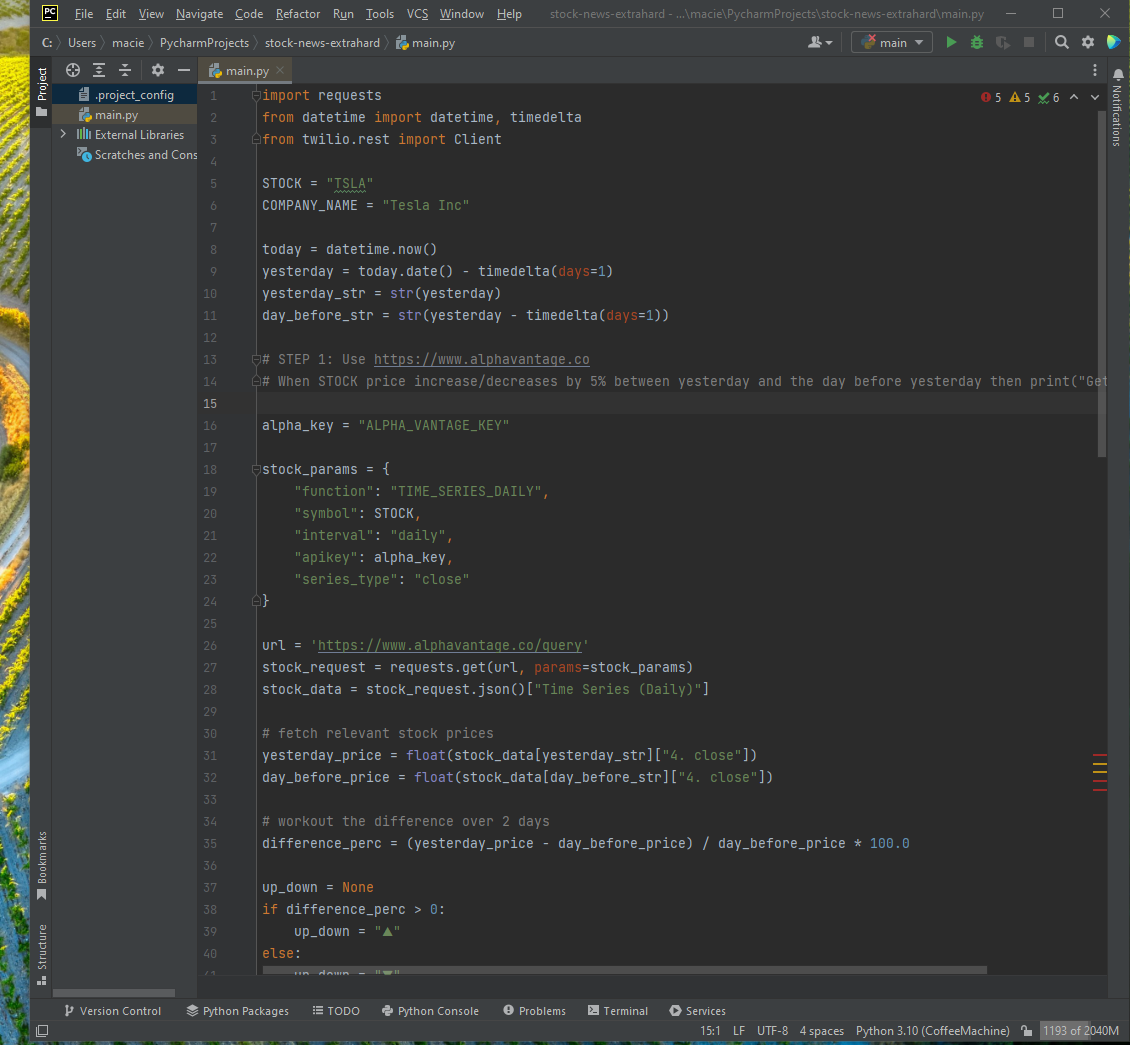 PC File Edit View Navigate Code Refactor Run Tools VCS Window Help stock-news-extrahard - ...\macie\PycharmProjects\stock-news-extrahard\main.py
C: Users macie PycharmProjects stock-news-extrahard main.py main
Project
main.py
.project_config
main.py
External Libraries
Scratches and Cons
Notifications
5 5 6
1 import requests
2 from datetime import datetime, timedelta
3 from twilio.rest import Client
4
5 STOCK = "TSLA"
6 COMPANY_NAME = "Tesla Inc"
7
8 today = datetime.now()
9 yesterday = today.date() - timedelta(days=1)
10 yesterday_str = str(yesterday)
11 day_before_str = str(yesterday - timedelta(days=1))
12
13 # STEP 1: Use https://www.alphavantage.co
14 # When STOCK price increase/decreases by 5% between yesterday and the day before yesterday then print("Get
15
16 alpha_key = "ALPHA_VANTAGE_KEY"
17
18 stock_params = {
19 "function": "TIME_SERIES_DAILY",
20 "symbol": STOCK,
21 "interval": "daily",
22 "apikey": alpha_key,
23 "series_type": "close"
24 }
25
26 url = 'https://www.alphavantage.co/query'
27 stock_request = requests.get(url, params=stock_params)
28 stock_data = stock_request.json()["Time Series (Daily)"]
29
30 # fetch relevant stock prices
31 yesterday_price = float(stock_data[yesterday_str]["4. close"])
32 day_before_price = float(stock_data[day_before_str]["4. close"])
33
34 # workout the difference over 2 days
35 difference_perc = (yesterday_price - day_before_price) / day_before_price * 100.0
36
37 up_down = None
38 if difference_perc > 0:
39 up_down = "▲"
40 else:
41 up_down = "▼"
Bookmarks
Structure
Version Control Python Packages TODO Python Console Problems Terminal Services
15:1 LF UTF-8 4 spaces Python 3.10 (CoffeeMachine) 1193 of 2040M